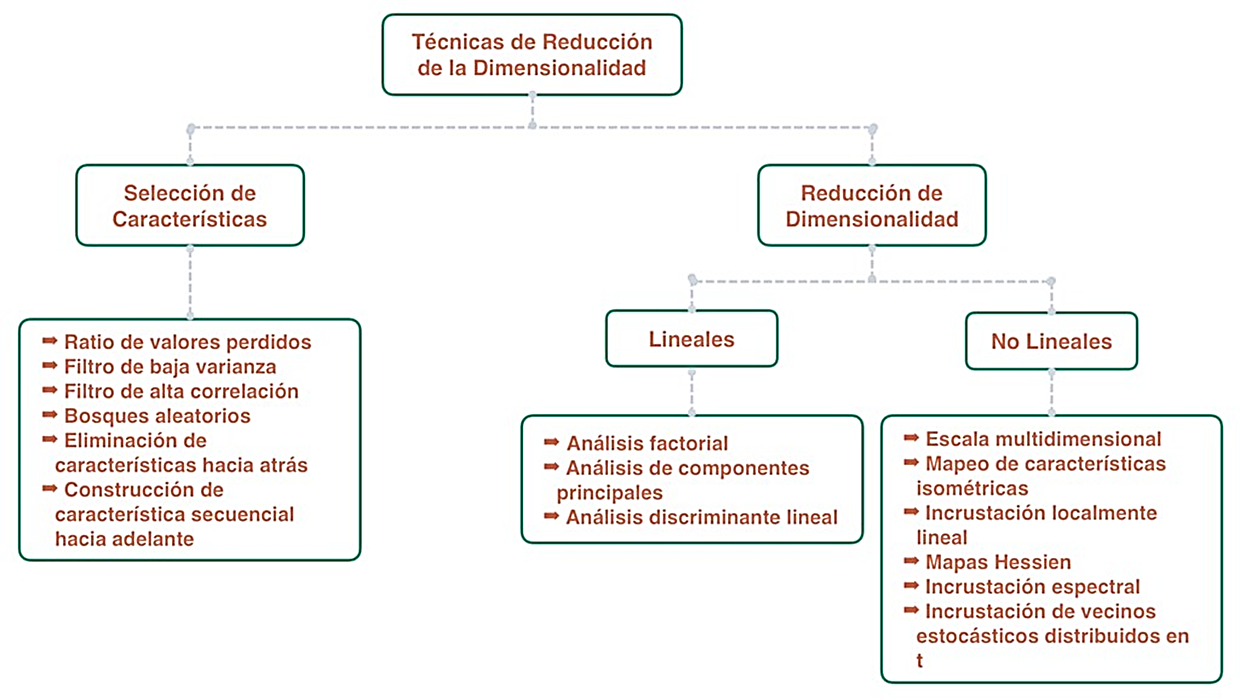 Técnicas de Reducción
de la Dimensionalidad
Selección de
Características
Reducción de
Dimensionalidad
➡ Ratio de valores perdidos
➡ Filtro de baja varianza
➡ Filtro de alta correlación
➡ Bosques aleatorios
➡ Eliminación de
características hacia atrás
➡ Construcción de
característica secuencial
hacia adelante
Lineales
➡ Análisis factorial
➡ Análisis de componentes
principales
➡ Análisis discriminante lineal
No Lineales
➡ Escala multidimensional
➡ Mapeo de características
isométricas
➡ Incrustación localmente
lineal
➡ Mapas Hessien
➡ Incrustación espectral
➡ Incrustación de vecinos
estocásticos distribuidos en
t